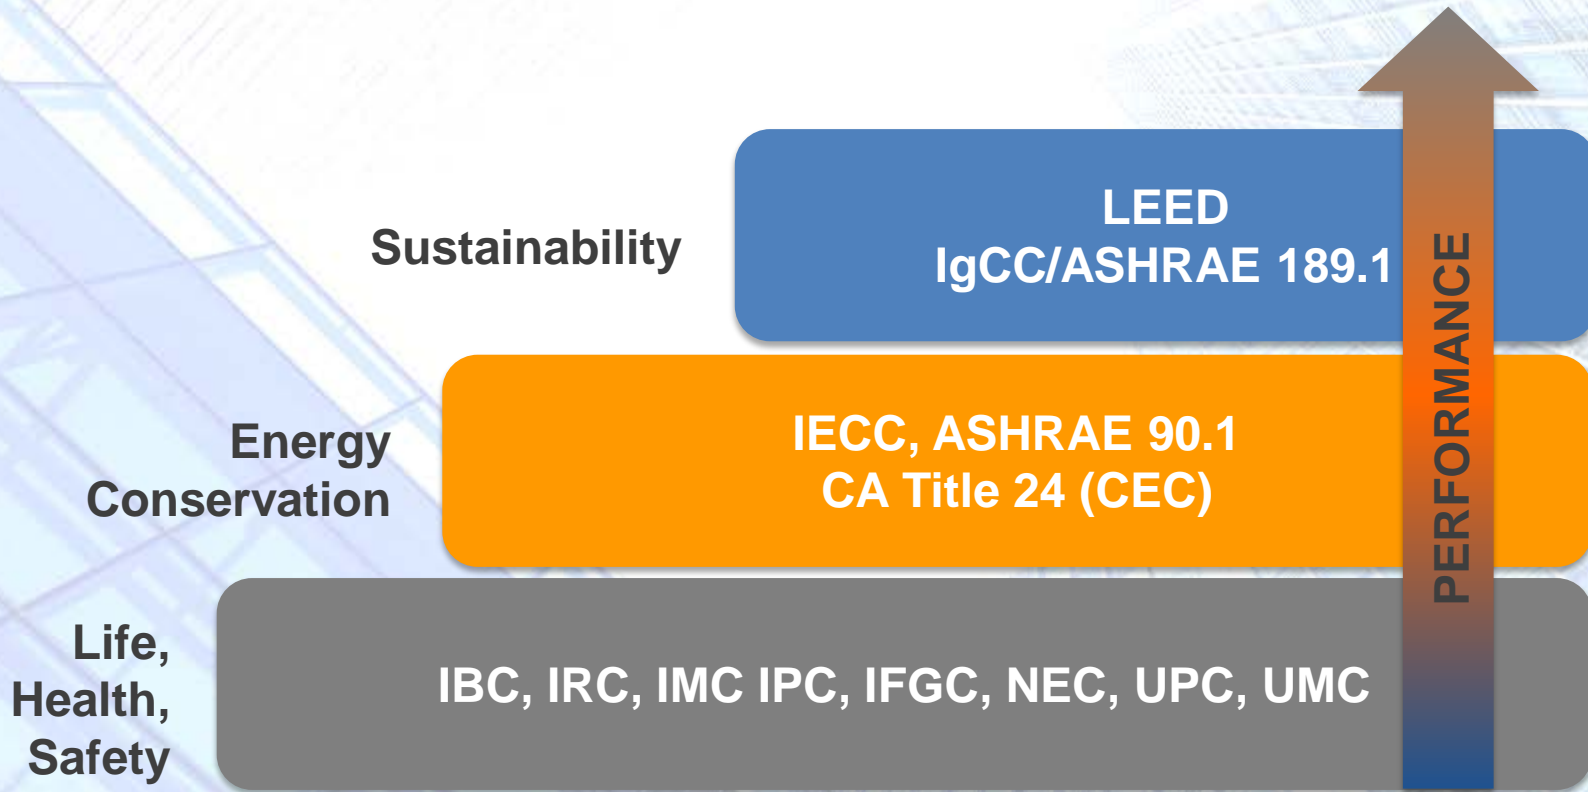 Sustainability
LEED
IgCC/ASHRAE 189.1
Energy
Conservation
IECC, ASHRAE 90.1
CA Title 24 (CEC)
Life,
Health,
Safety
IBC, IRC, IMC IPC, IFGC, NEC, UPC, UMC
PERFORMANCE